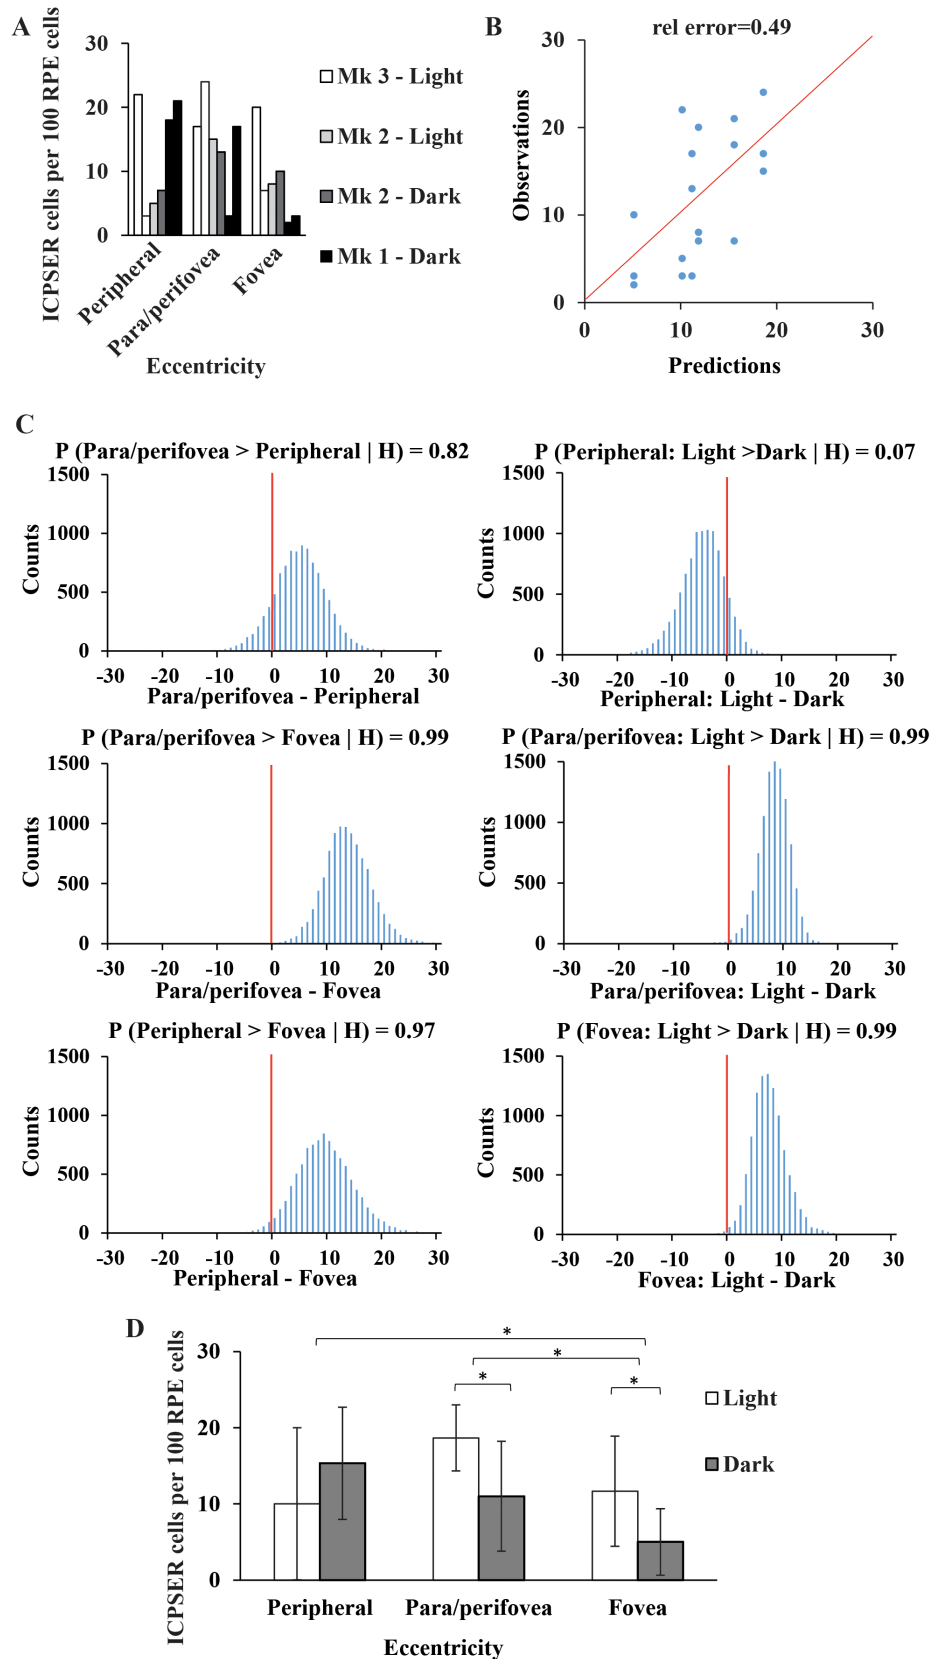 A
ICPSER cells per 100 RPE cells
30
20
10
0
Peripheral
Para/perifovea
Fovea
Eccentricity
Mk 3 - Light
Mk 2 - Light
Mk 2 - Dark
Mk 1 - Dark
B
rel error=0.49
Observations
30
20
10
0
0 10 20 30
Predictions
C
P (Para/perifovea > Peripheral | H) = 0.82
Counts
1500
1000
500
0
-30 -20 -10 0 10 20 30
Para/perifovea - Peripheral
P (Peripheral: Light >Dark | H) = 0.07
Counts
1500
1000
500
0
-30 -20 -10 0 10 20 30
Peripheral: Light - Dark
P (Para/perifovea > Fovea | H) = 0.99
Counts
1500
1000
500
0
-30 -20 -10 0 10 20 30
Para/perifovea - Fovea
P (Para/perifovea: Light > Dark | H) = 0.99
Counts
1500
1000
500
0
-30 -20 -10 0 10 20 30
Para/perifovea: Light - Dark
P (Peripheral > Fovea | H) = 0.97
Counts
1500
1000
500
0
-30 -20 -10 0 10 20 30
Peripheral - Fovea
P (Fovea: Light > Dark | H) = 0.99
Counts
1500
1000
500
0
-30 -20 -10 0 10 20 30
Fovea: Light - Dark
D
ICPSER cells per 100 RPE cells
30
20
10
0
*
*
*
*
Light
Dark
Peripheral Para/perifovea Fovea
Eccentricity